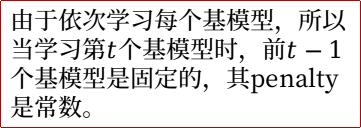 由于依次学习每个基模型，所以
当学习第t个基模型时，前t − 1
个基模型是固定的，其penalty
是常数。